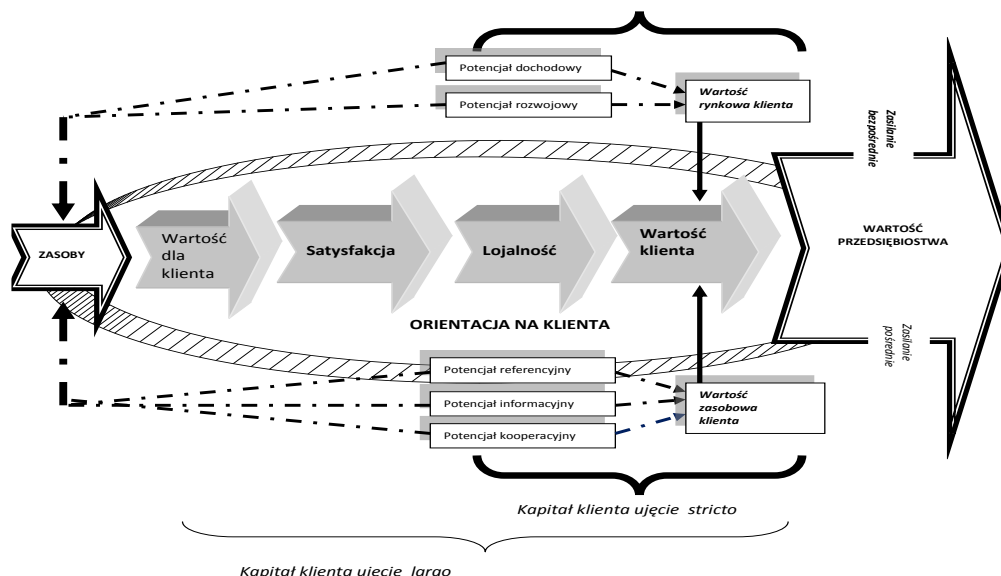 Potencjał dochodowy
Potencjał rozwojowy
Wartość
rynkowa klienta
Zasilanie
bezpośrednie
ZASOBY
Wartość
dla
klienta
Satysfakcja
Lojalność
Wartość
klienta
WARTOŚĆ
PRZEDSIĘBIOSTWA
ORIENTACJA NA KLIENTA
Zasilanie
pośrednie
Potencjał referencyjny
Potencjał informacyjny
Potencjał kooperacyjny
Wartość
zasobowa
klienta
Kapitał klienta ujęcie stricto
Kapitał klienta ujęcie largo